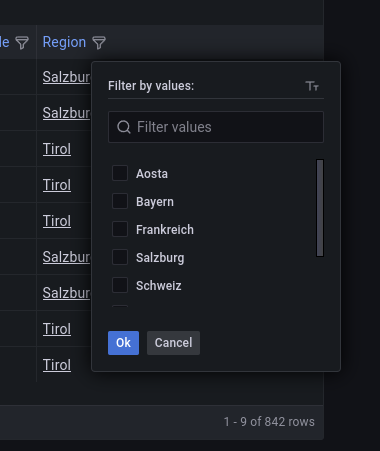 le Region
Salzbur
Filter by values:
Salzbur
Filter values
Tirol
Aosta
Tirol
Bayern
Tirol
Frankreich
Salzbur
Salzburg
Salzbur
Schweiz
Tirol
Ok Cancel
Tirol
1 - 9 of 842 rows